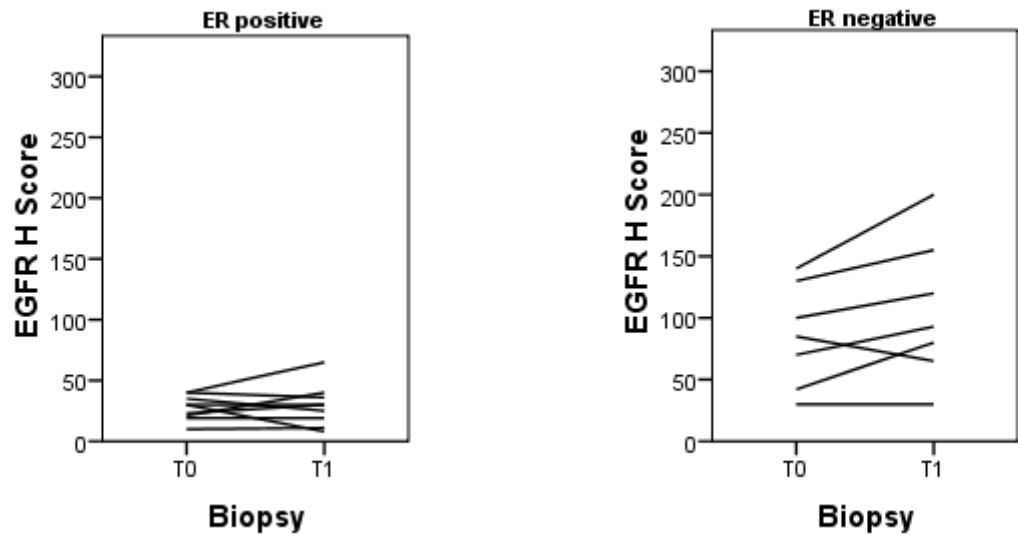 ER positive
EGFR H Score
300
250
200
150
100
50
0
T0 T1
Biopsy
ER negative
EGFR H Score
300
250
200
150
100
50
0
T0 T1
Biopsy